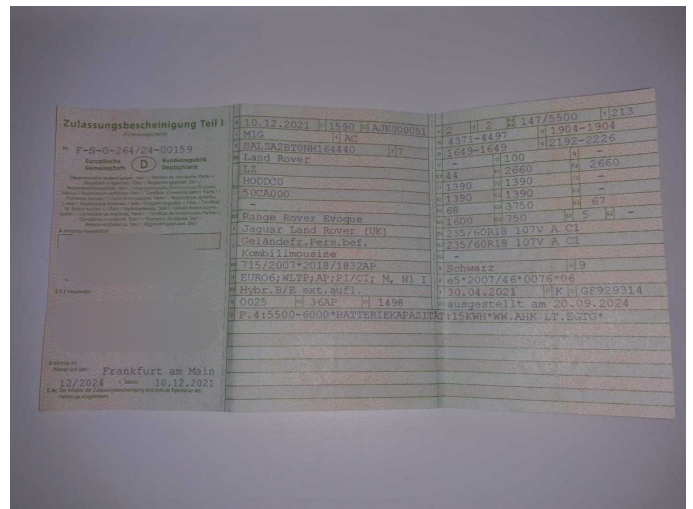 Zulassungsbescheinigung Teil I
(Fahrzeugschein)
Nr. F-S-O-264/24-00159
Europäische Gemeinschaft D Bundesrepublik Deutschland
Frankfurt am Main
12/2024 10.12.2021
10.12.2021 1590 AJK000051
M1G AC
SALZA2BT0NH164440 7
Land Rover
LZ
HODDC0
50CA000
-
Range Rover Evoque
Jaguar Land Rover (UK)
Geländefz.Pers.bef.
Kombilimousine
715/2007*2018/1832AP
EURO6;WLTP;AP;PI/CI; M, N1 I
Hybr.B/E ext.aufl.
0025 36AP 1498
P.4:5500-6000*BATTERIEKAPAZITÄT:15KWH*WW.AHK LT.EGTG*
2 2 147/5500 213
4371-4497 1904-1904
1649-1649 2192-2226
- 100
44 2660 2660
1390 1390 -
1390 1390 -
68 3750 67
1600 750 5 -
235/60R18 107V A C1
235/60R18 107V A C1
-
Schwarz 9
e5*2007/46*0076*06
30.04.2021 K GF929314
ausgestellt am 20.09.2024